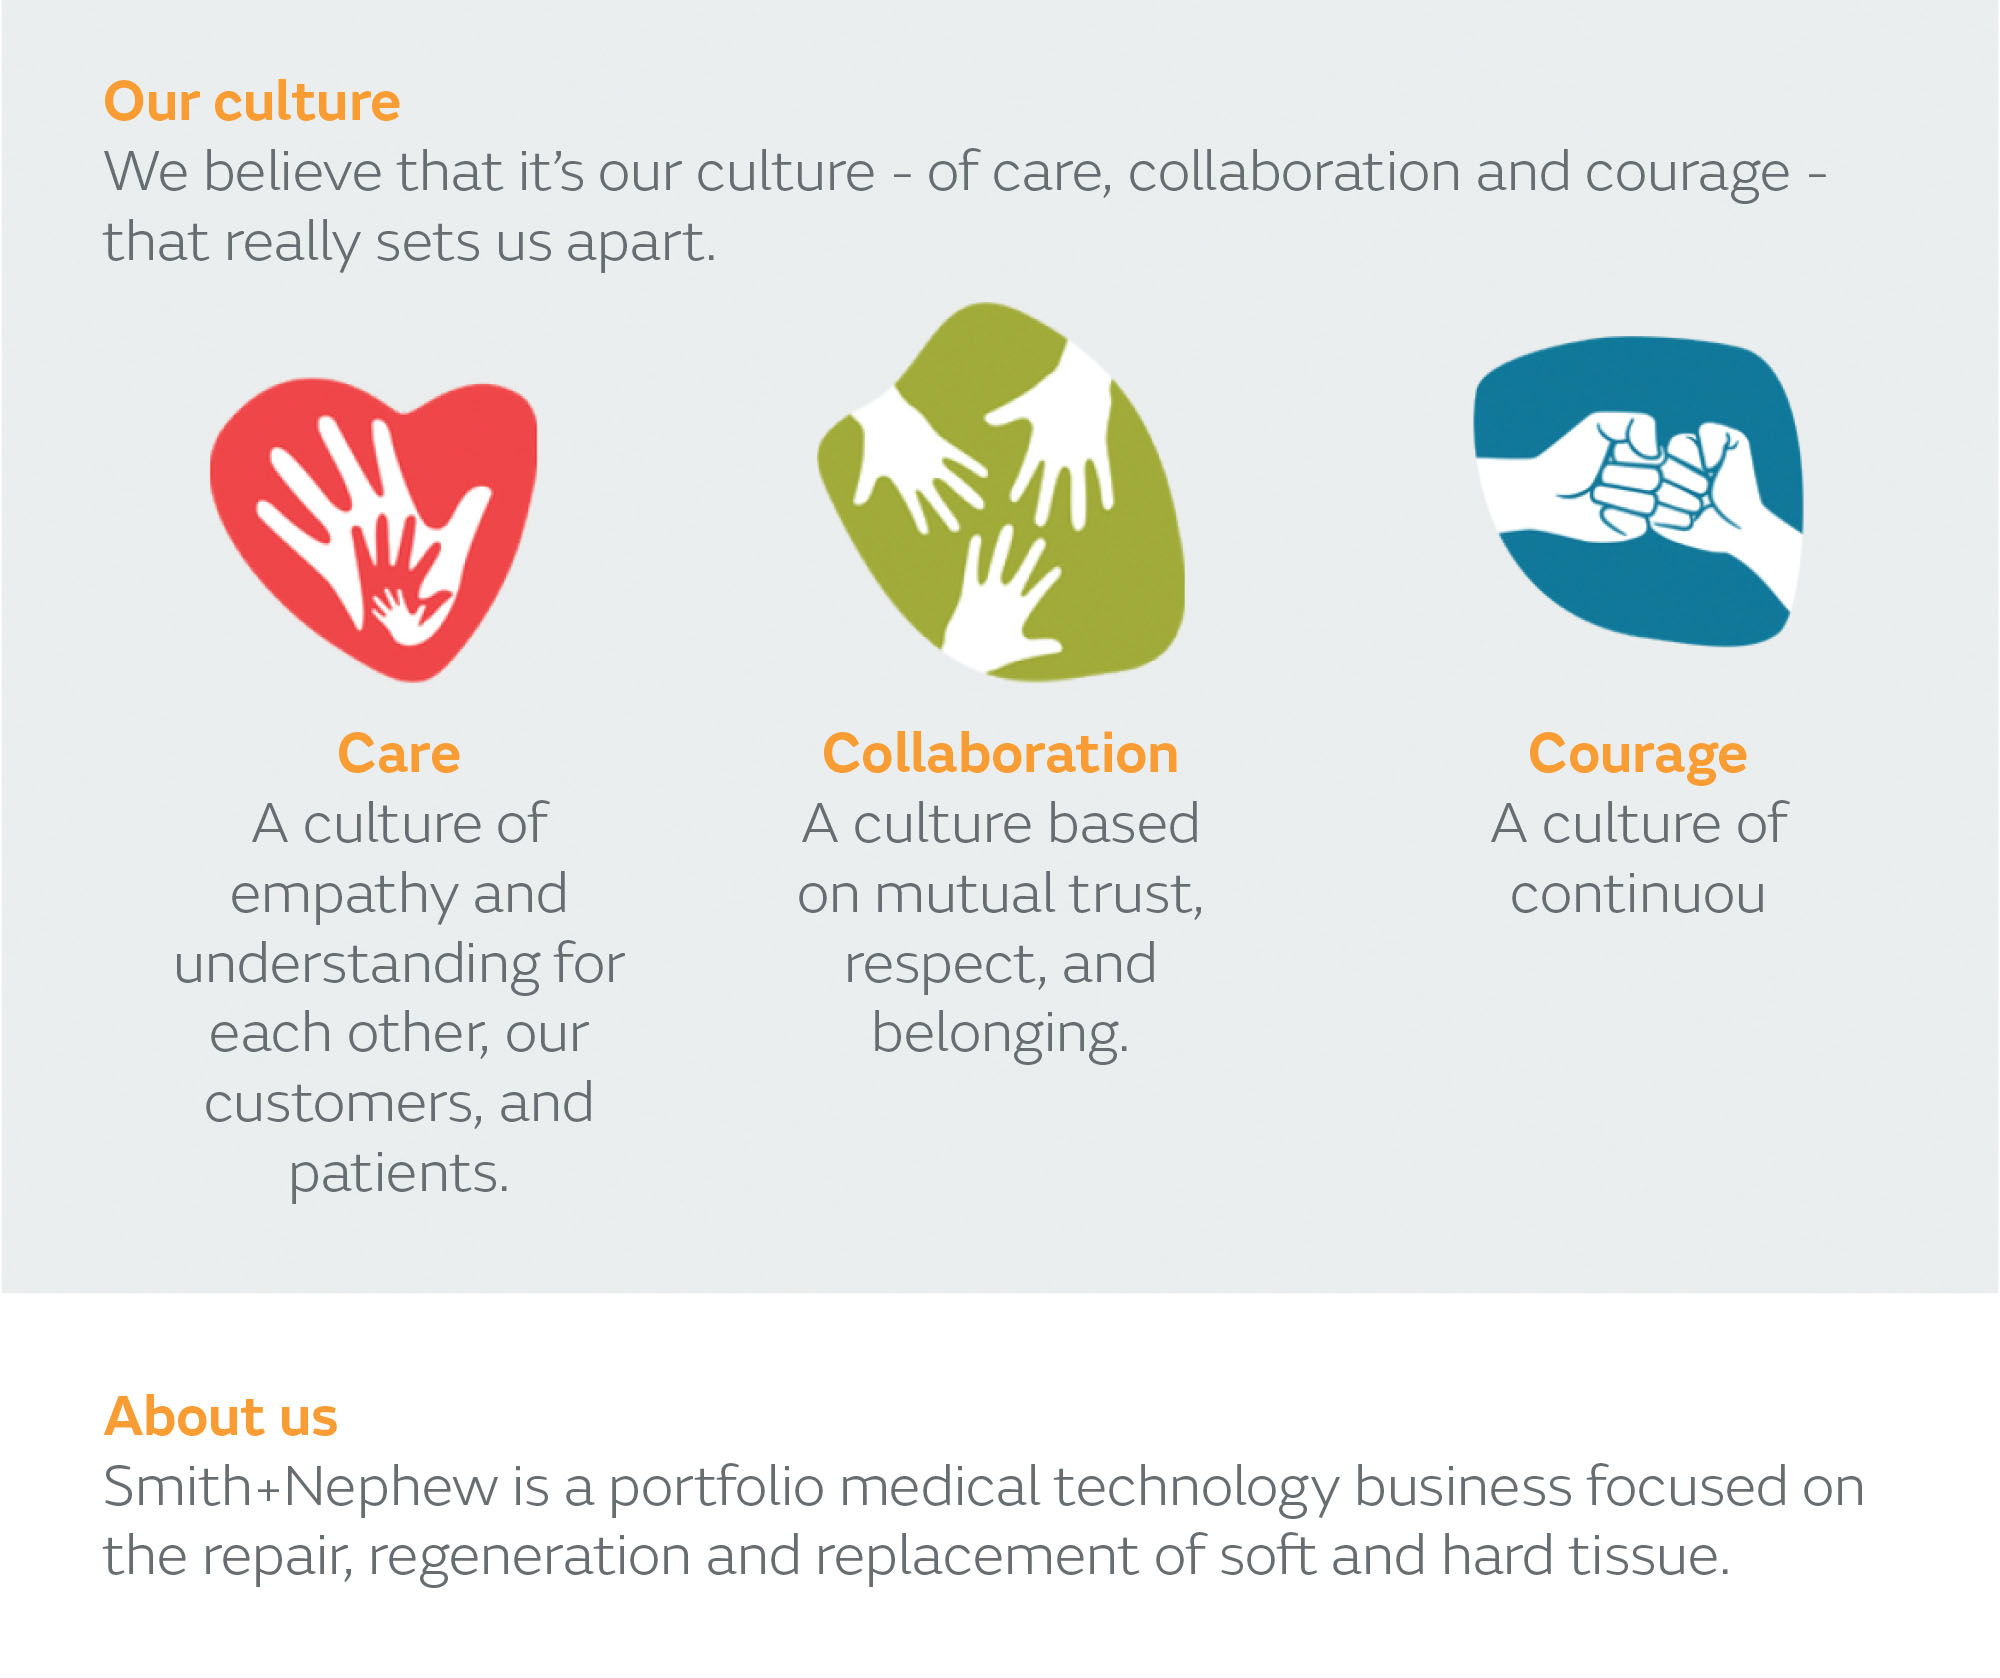 Our culture
We believe that it's our culture - of care, collaboration and courage -
that really sets us apart.
Care
A culture of
empathy and
understanding for
each other, our
customers, and
patients.
Collaboration
A culture based
on mutual trust,
respect, and
belonging.
Courage
A culture of
continuou
About us
Smith+Nephew is a portfolio medical technology business focused on
the repair, regeneration and replacement of soft and hard tissue.